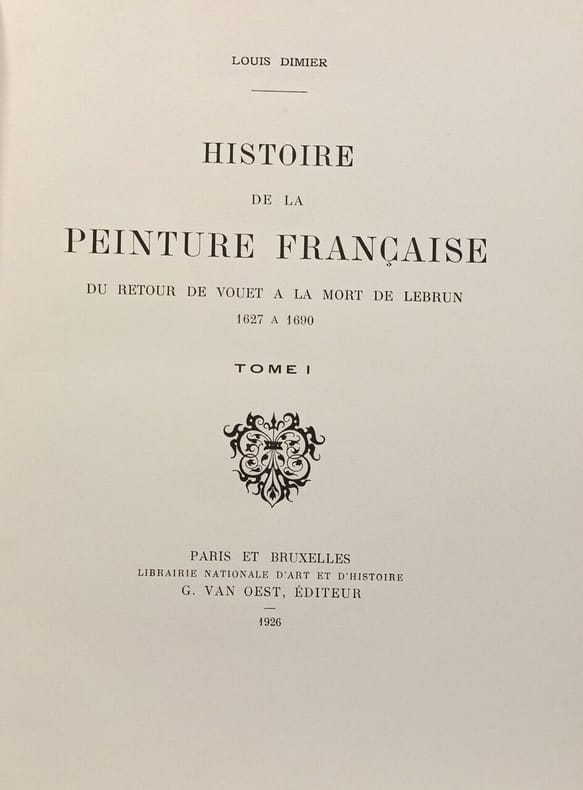 LOUIS DIMIER
HISTOIRE
DE LA
PEINTURE FRANÇAISE
DU RETOUR DE VOUET A LA MORT DE LEBRUN
1627 A 1690
TOME I
PARIS ET BRUXELLES
LIBRAIRIE NATIONALE D'ART ET D'HISTOIRE
G. VAN OEST, ÉDITEUR
1926